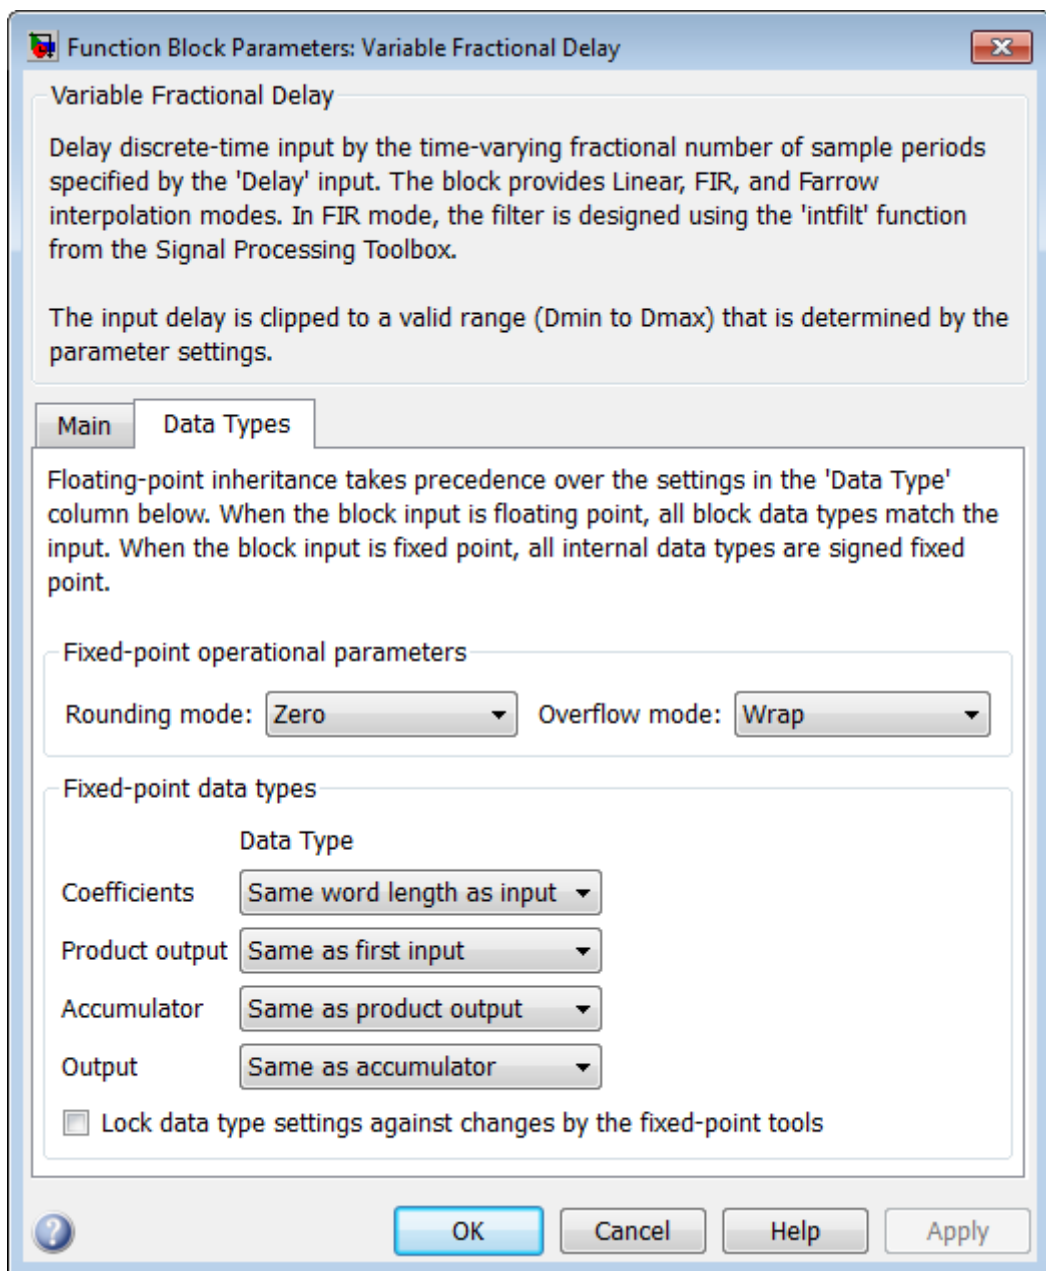 Function Block Parameters: Variable Fractional Delay
Variable Fractional Delay
Delay discrete-time input by the time-varying fractional number of sample periods
specified by the 'Delay' input. The block provides Linear, FIR, and Farrow
interpolation modes. In FIR mode, the filter is designed using the 'intfilt' function
from the Signal Processing Toolbox.
The input delay is clipped to a valid range (Dmin to Dmax) that is determined by the
parameter settings.
Main Data Types
Floating-point inheritance takes precedence over the settings in the 'Data Type'
column below. When the block input is floating point, all block data types match the
input. When the block input is fixed point, all internal data types are signed fixed
point.
Fixed-point operational parameters
Rounding mode: Zero Overflow mode: Wrap
Fixed-point data types
Data Type
Coefficients Same word length as input
Product output Same as first input
Accumulator Same as product output
Output Same as accumulator
Lock data type settings against changes by the fixed-point tools
? OK Cancel Help Apply